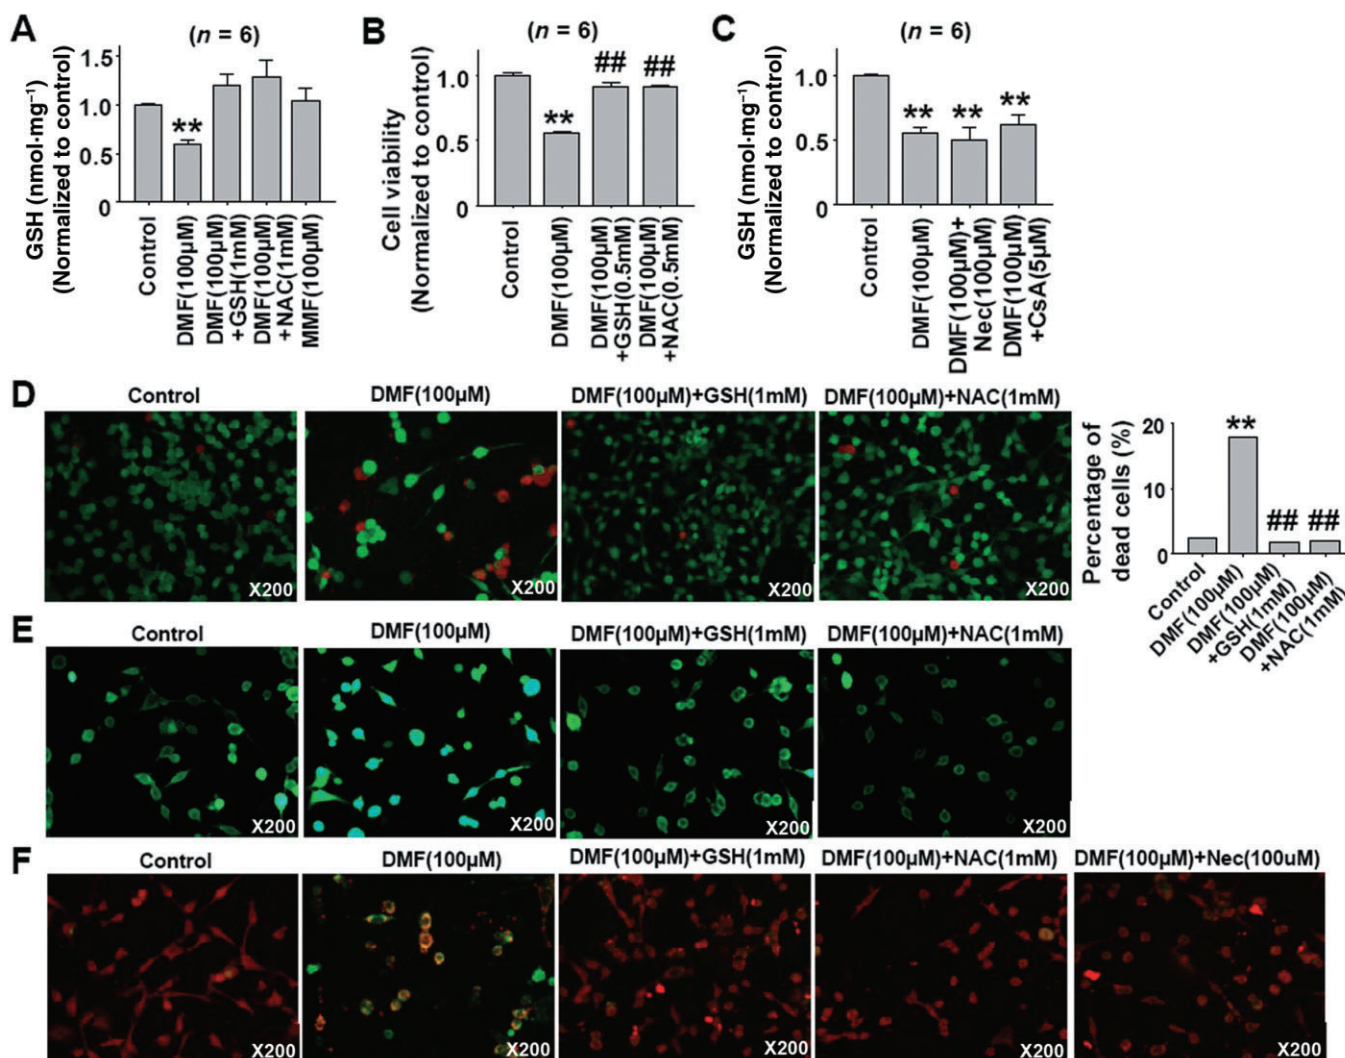 A
(n = 6)
GSH (nmol·mg⁻¹)
(Normalized to control)
1.5
1.0
0.5
0
**
Control
DMF(100µM)
DMF(100µM)
+GSH(1mM)
DMF(100µM)
+NAC(1mM)
MMF(100µM)
B
(n = 6)
Cell viability
(Normalized to control)
1.0
0.5
0
**
##
##
Control
DMF(100µM)
DMF(100µM)
+GSH(0.5mM)
DMF(100µM)
+NAC(0.5mM)
C
(n = 6)
GSH (nmol·mg⁻¹)
(Normalized to control)
1.0
0.5
0
**
**
**
Control
DMF(100µM)
DMF(100µM)+
Nec(100µM)
DMF(100µM)
+CsA(5µM)
D
Control
DMF(100µM)
DMF(100µM)+GSH(1mM)
DMF(100µM)+NAC(1mM)
X200
X200
X200
X200
Percentage of
dead cells (%)
20
10
0
**
##
##
Control
DMF(100µM)
DMF(100µM)
+GSH(1mM)
DMF(100µM)
+NAC(1mM)
E
Control
DMF(100µM)
DMF(100µM)+GSH(1mM)
DMF(100µM)+NAC(1mM)
X200
X200
X200
X200
F
Control
DMF(100µM)
DMF(100µM)+GSH(1mM)
DMF(100µM)+NAC(1mM)
DMF(100µM)+Nec(100uM)
X200
X200
X200
X200
X200